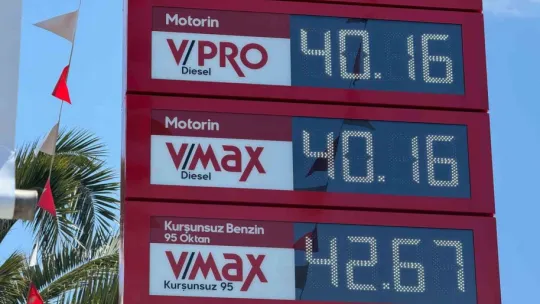 Motorin
V/PRO
Diesel
40.16
Motorin
V/MAX
Diesel
40.16
Kurşunsuz Benzin
95 Oktan
V/MAX
Kurşunsuz 95
42.67